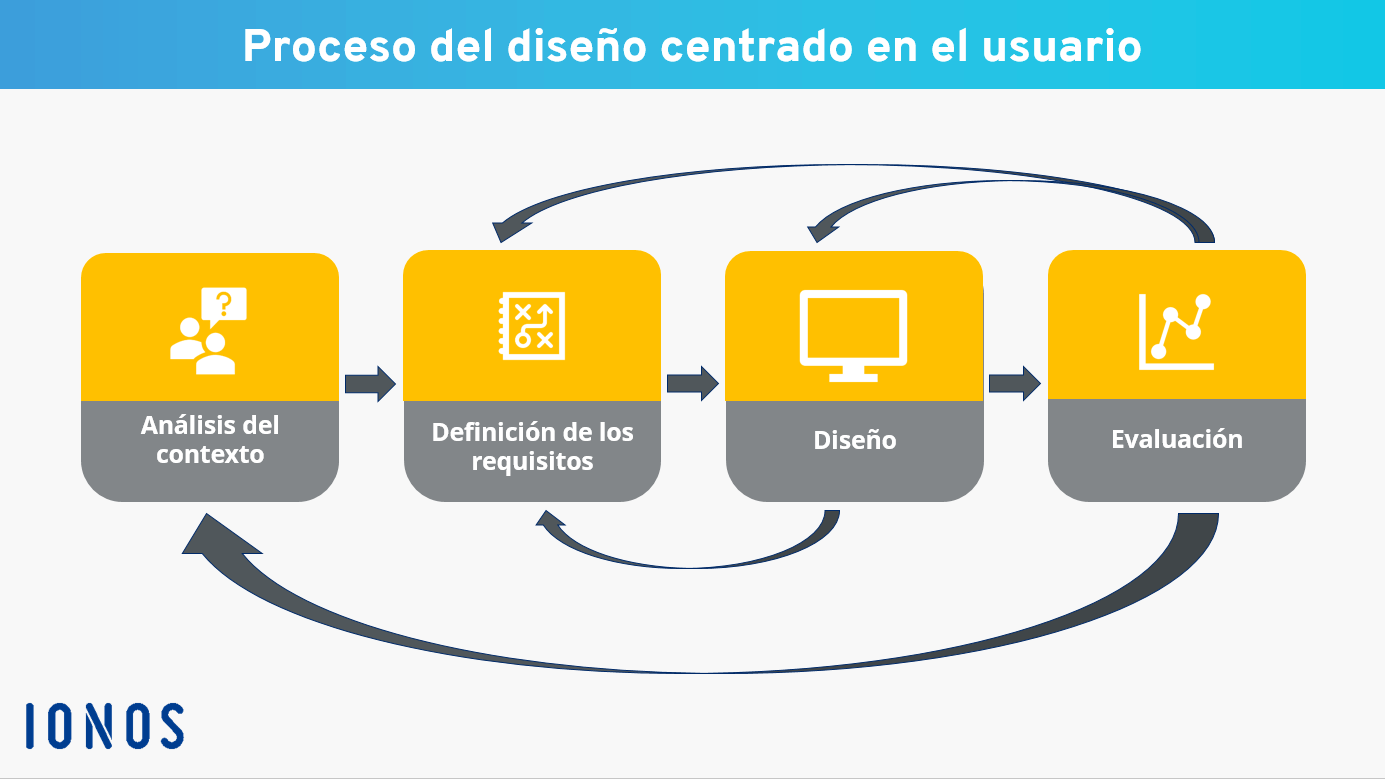 Proceso del diseño centrado en el usuario
?
Análisis del
contexto
Definición de los
requisitos
Diseño
Evaluación
IONOS